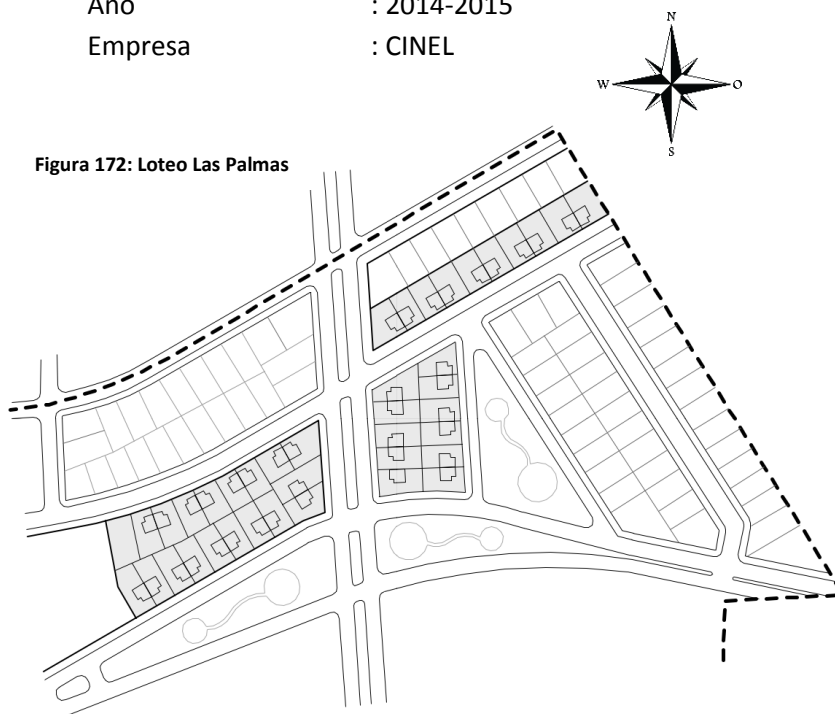 Año : 2014-2015
Empresa : CINEL
N
W O
S
Figura 172: Loteo Las Palmas